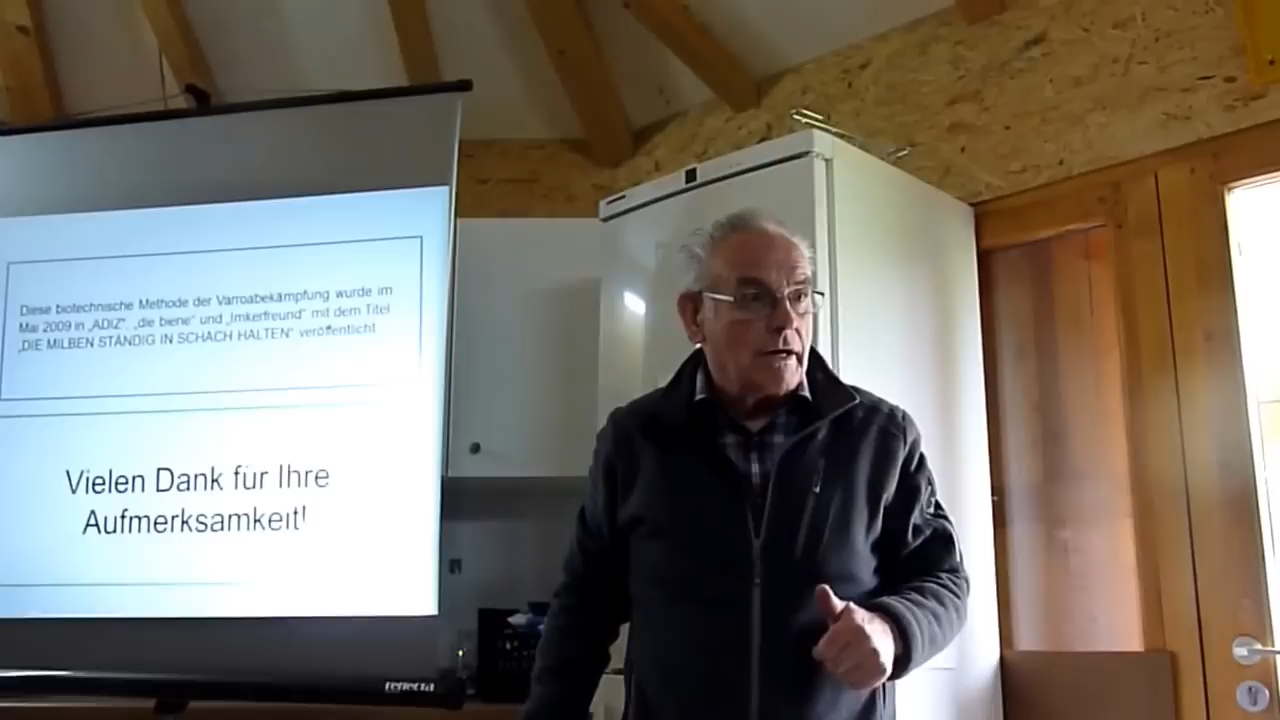 Diese biotechnische Methode der Varroabekämpfung wurde im
Mai 2009 in „ADIZ“, „die biene“ und „Imkerfreund“ mit dem Titel
„DIE MILBEN STÄNDIG IN SCHACH HALTEN“ veröffentlicht
Vielen Dank für Ihre
Aufmerksamkeit!
reflecta